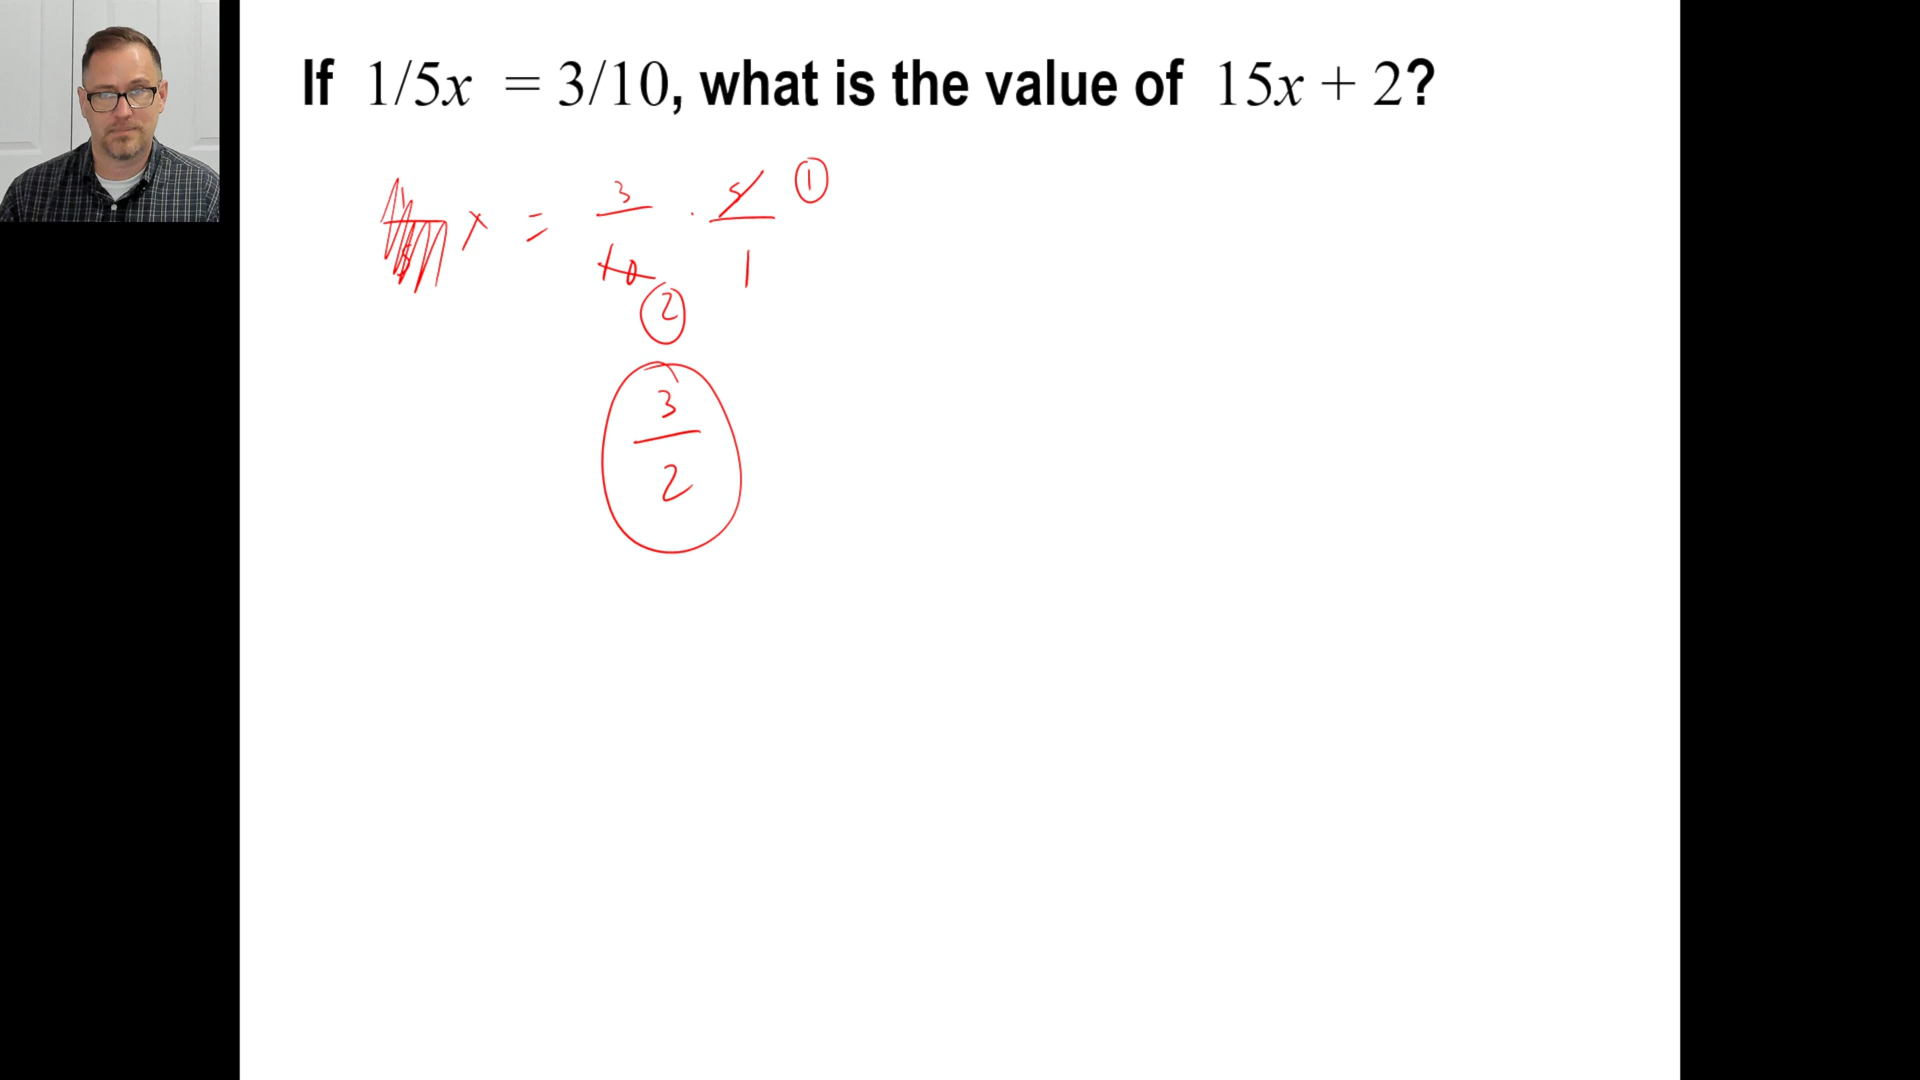 If 1/5x = 3/10, what is the value of 15x + 2?
x = 3/10 · 5/1 ①
②
3/2